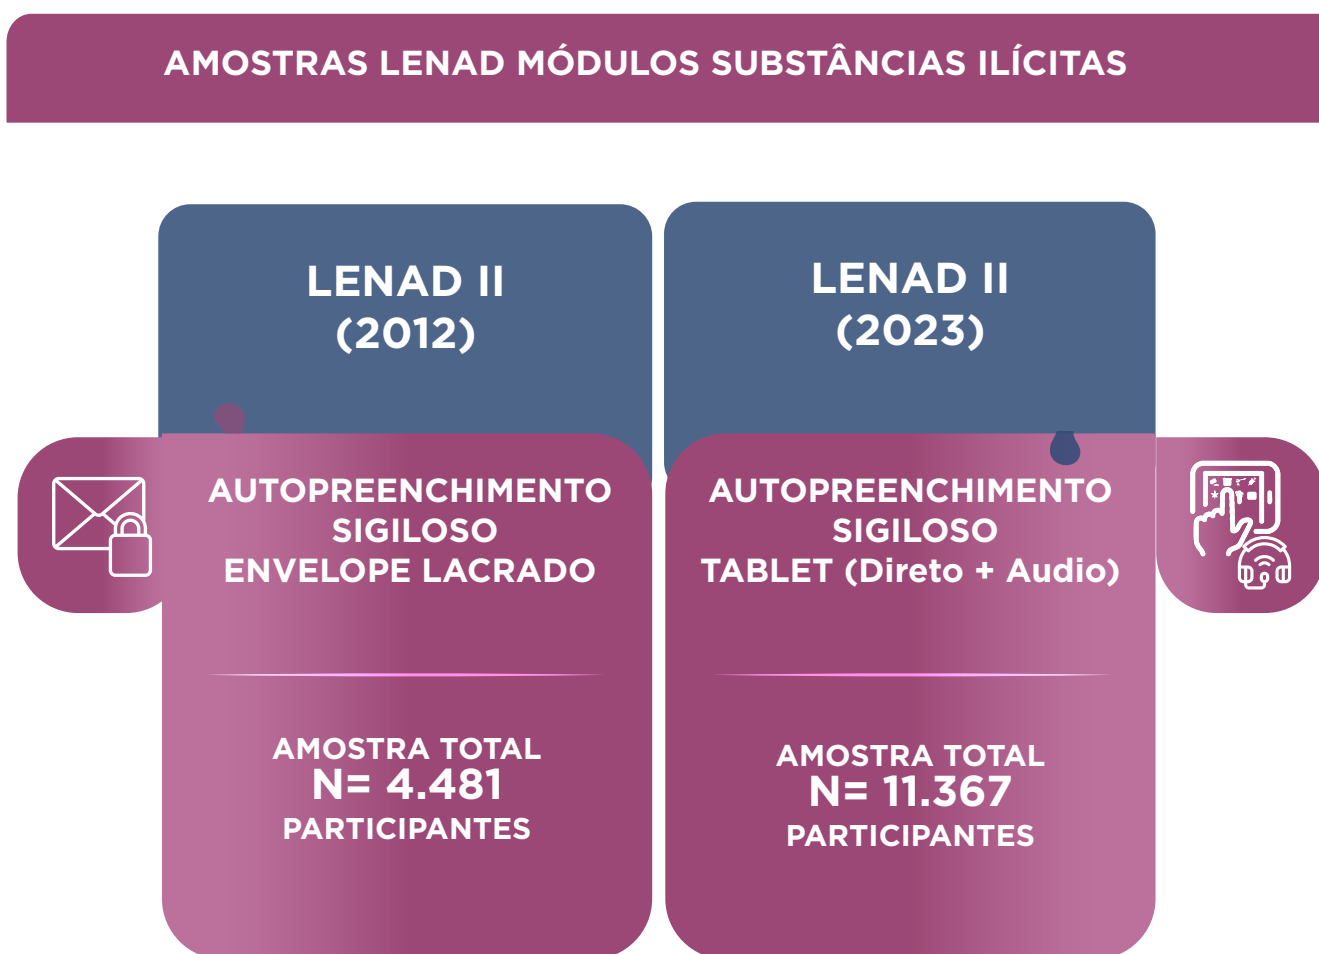 AMOSTRAS LENAD MÓDULOS SUBSTÂNCIAS ILÍCITAS
LENAD II
(2012)
AUTOPREENCHIMENTO
SIGILOSO
ENVELOPE LACRADO
AMOSTRA TOTAL
N= 4.481
PARTICIPANTES
LENAD II
(2023)
AUTOPREENCHIMENTO
SIGILOSO
TABLET (Direto + Audio)
AMOSTRA TOTAL
N= 11.367
PARTICIPANTES